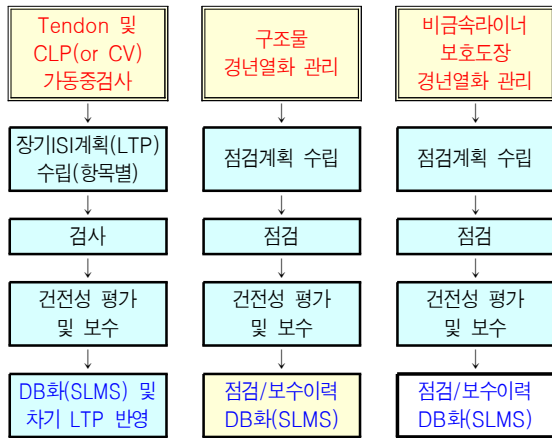 Tendon 및
CLP(or CV)
가동중검사
장기ISI계획(LTP)
수립(항목별)
검사
건전성 평가
및 보수
DB화(SLMS) 및
차기 LTP 반영
구조물
경년열화 관리
점검계획 수립
점검
건전성 평가
및 보수
점검/보수이력
DB화(SLMS)
비금속라이너
보호도장
경년열화 관리
점검계획 수립
점검
건전성 평가
및 보수
점검/보수이력
DB화(SLMS)